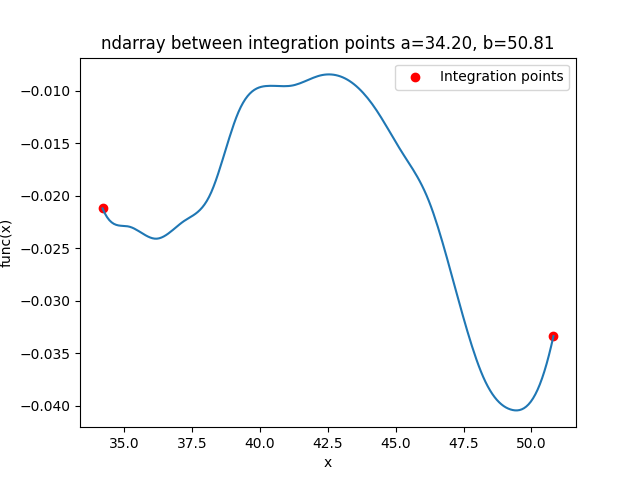 ndarray between integration points a=34.20, b=50.81
Integration points
−0.010
−0.015
−0.020
−0.025
−0.030
−0.035
−0.040
func(x)
35.0 37.5 40.0 42.5 45.0 47.5 50.0
x